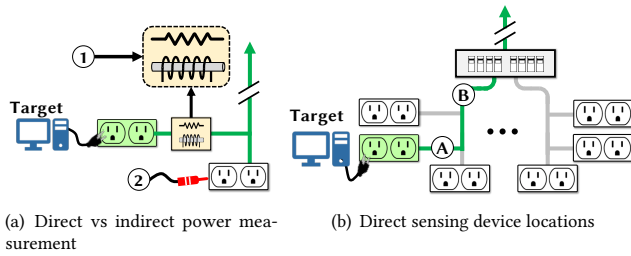 1
Target
2
(a) Direct vs indirect power mea-
surement
B
Target
A
(b) Direct sensing device locations